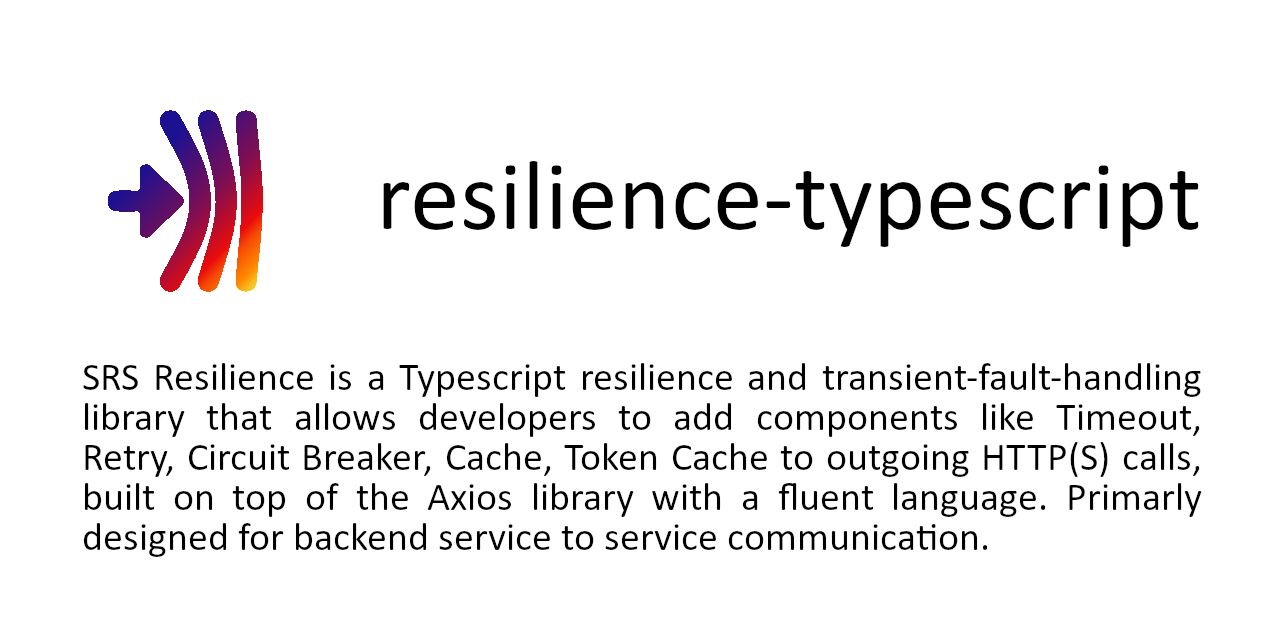 resilience-typescript
SRS Resilience is a Typescript resilience and transient-fault-handling
library that allows developers to add components like Timeout,
Retry, Circuit Breaker, Cache, Token Cache to outgoing HTTP(S) calls,
built on top of the Axios library with a fluent language. Primarly
designed for backend service to service communication.